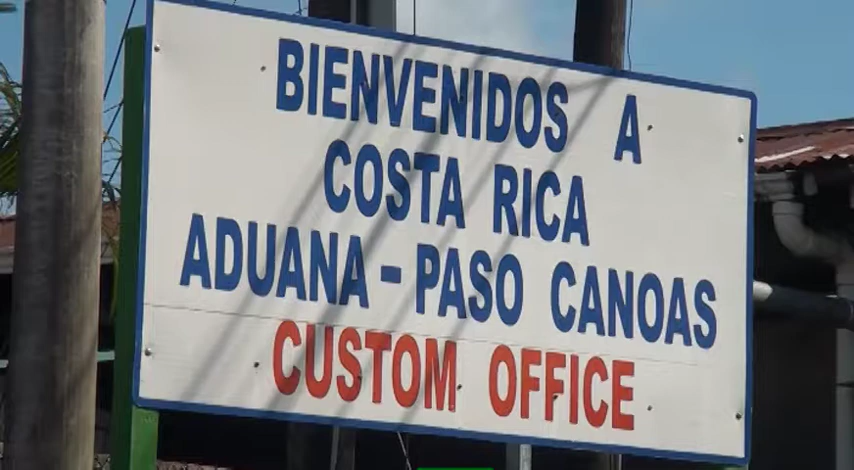 BIENVENIDOS A
COSTA RICA
ADUANA – PASO CANOAS
CUSTOM OFFICE